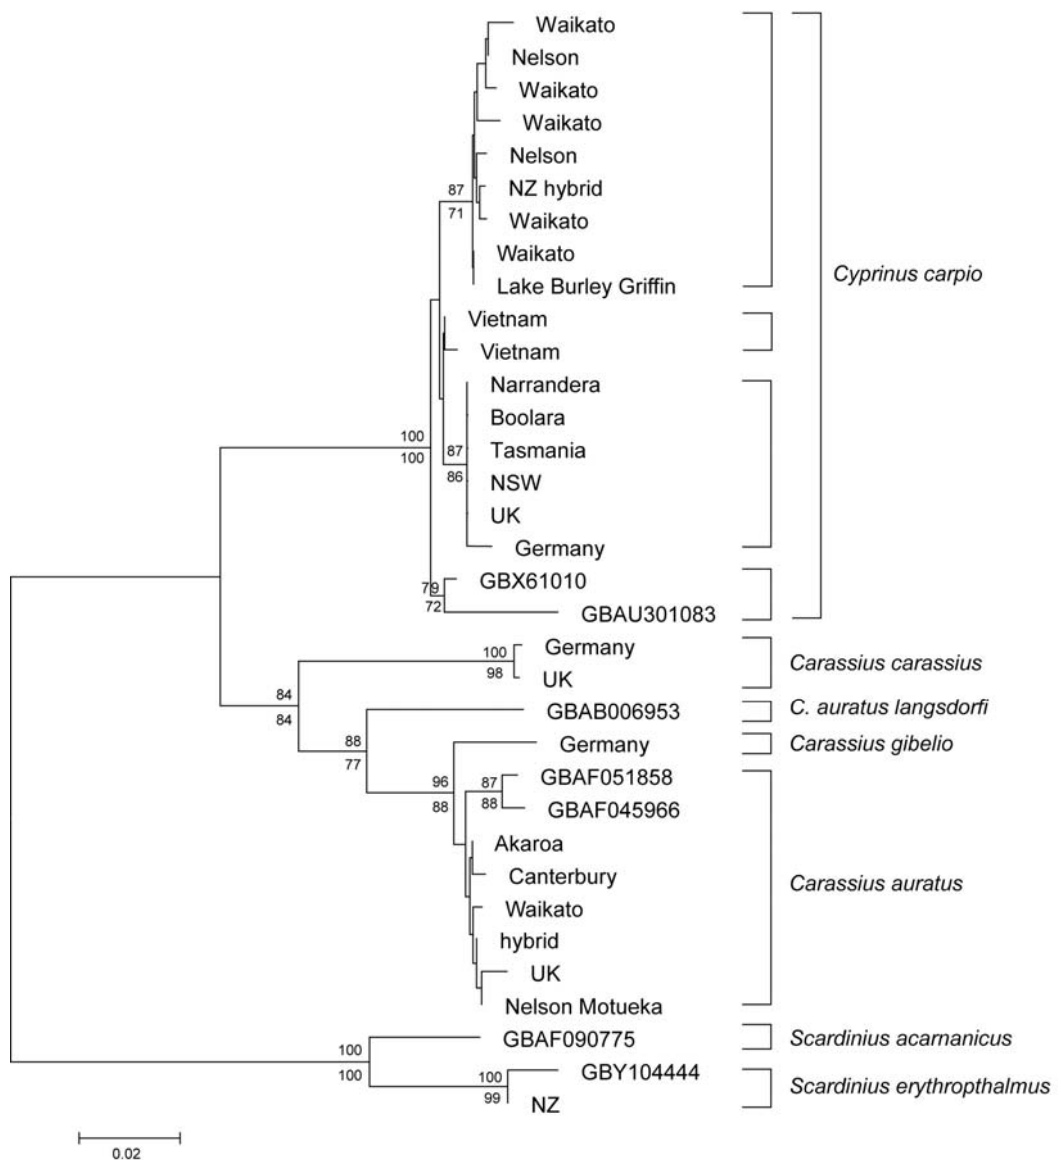 Waikato
Nelson
Waikato
Waikato
Nelson
87
NZ hybrid
71
Waikato
Waikato
Cyprinus carpio
Lake Burley Griffin
Vietnam
Vietnam
Narrandera
Boolara
100
87
Tasmania
100
86
NSW
UK
Germany
79
GBX61010
72
GBAU301083
100
Germany
Carassius carassius
98
UK
84
84
GBAB006953
C. auratus langsdorfi
88
77
Germany
Carassius gibelio
96
87
GBAF051858
88
88
GBAF045966
Akaroa
Canterbury
Carassius auratus
Waikato
hybrid
UK
Nelson Motueka
100
GBAF090775
Scardinius acarnanicus
100
100
GBY104444
Scardinius erythropthalmus
99
NZ
0.02